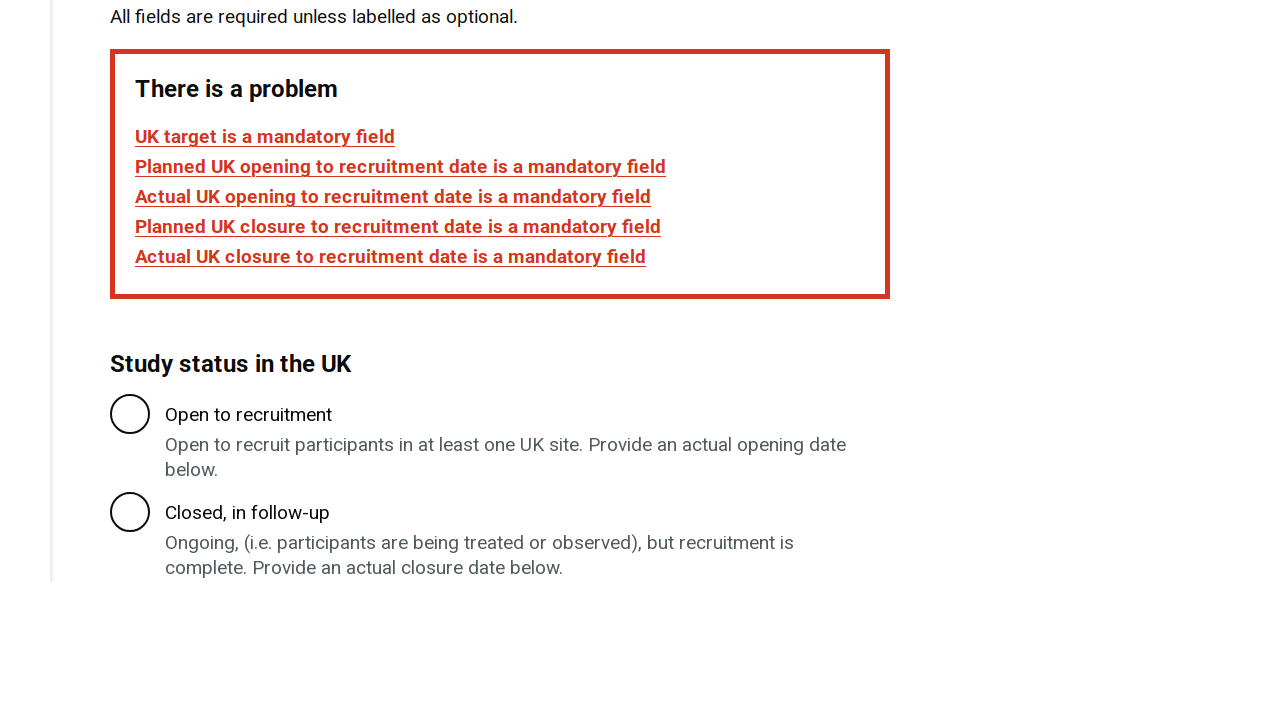 All fields are required unless labelled as optional.
There is a problem
UK target is a mandatory field
Planned UK opening to recruitment date is a mandatory field
Actual UK opening to recruitment date is a mandatory field
Planned UK closure to recruitment date is a mandatory field
Actual UK closure to recruitment date is a mandatory field
Study status in the UK
Open to recruitment
Open to recruit participants in at least one UK site. Provide an actual opening date
below.
Closed, in follow-up
Ongoing, (i.e. participants are being treated or observed), but recruitment is
complete. Provide an actual closure date below.